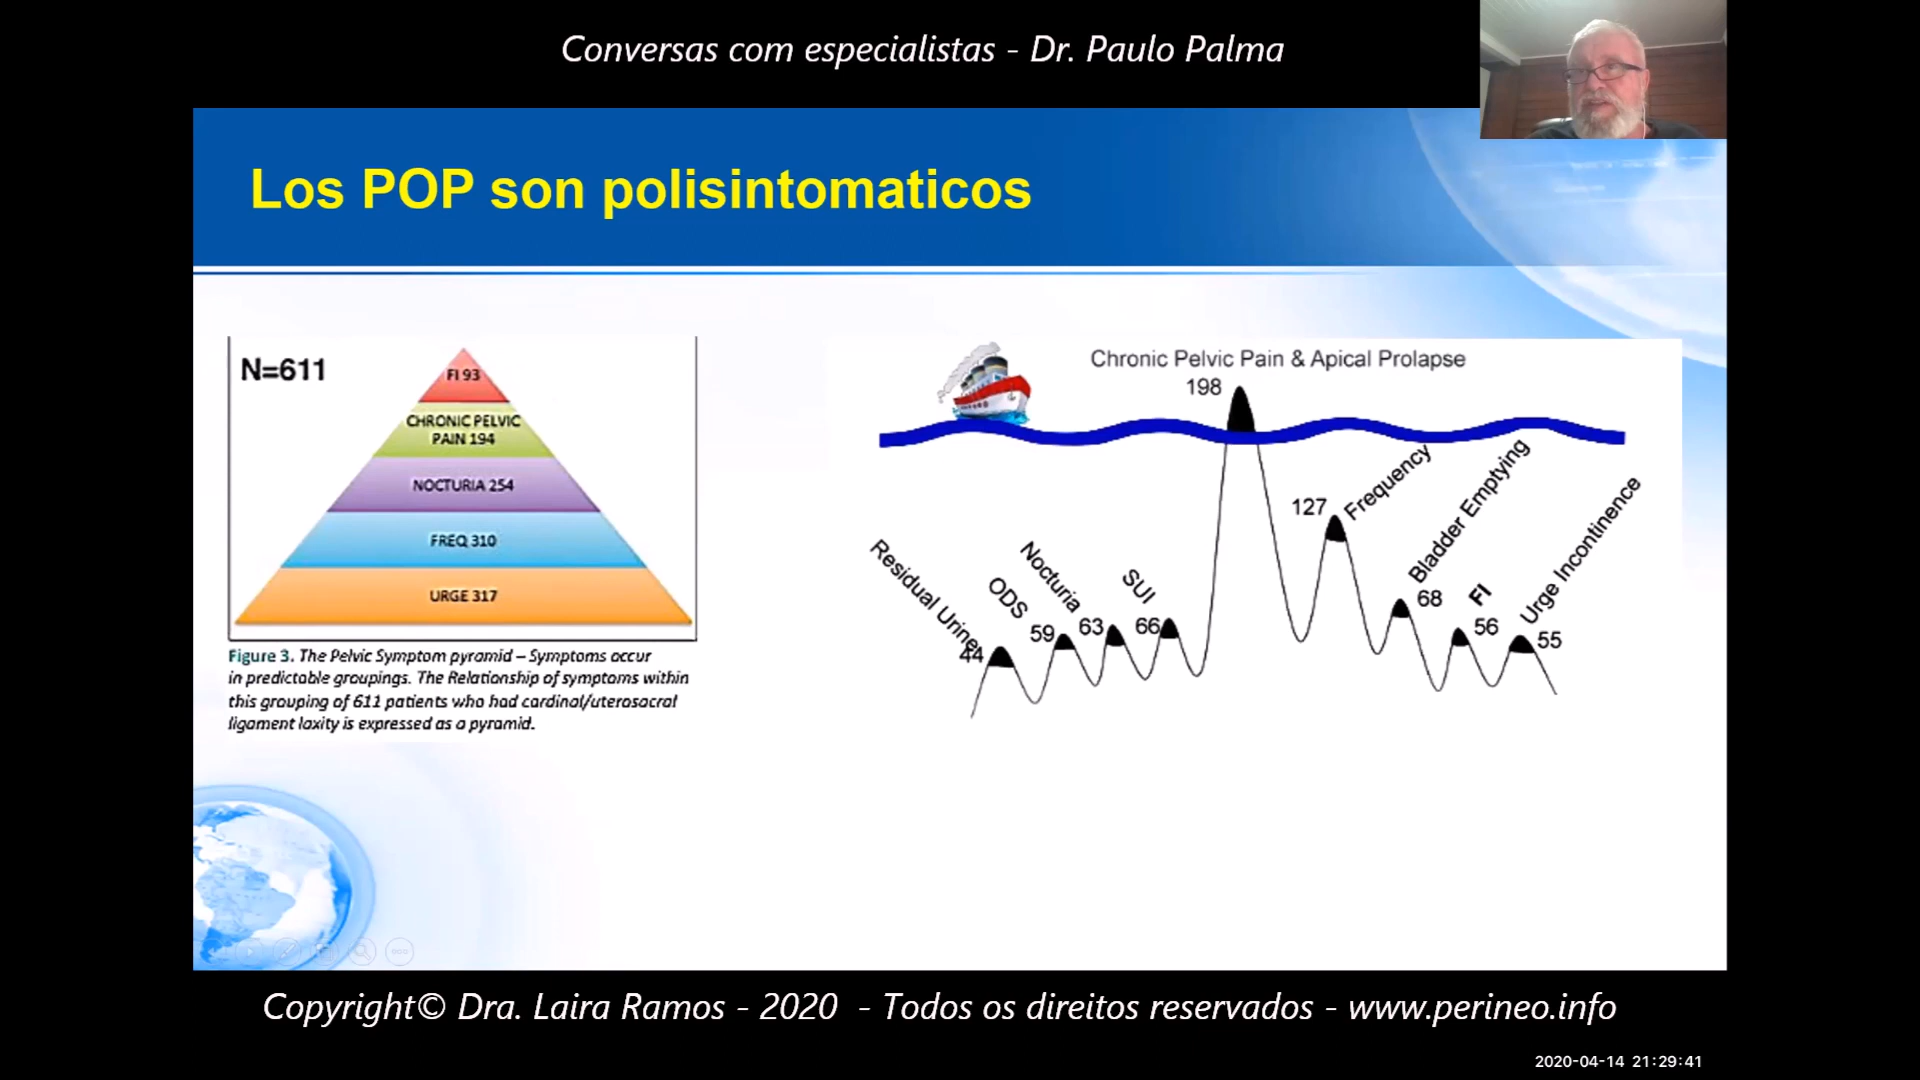 Conversas com especialistas - Dr. Paulo Palma
Los POP son polisintomaticos
N=611
FI 93
CHRONIC PELVIC
PAIN 194
NOCTURIA 254
FREQ 310
URGE 317
Figure 3. The Pelvic Symptom pyramid – Symptoms occur
in predictable groupings. The Relationship of symptoms within
this grouping of 611 patients who had cardinal/uterosacral
ligament laxity is expressed as a pyramid.
Chronic Pelvic Pain & Apical Prolapse
198
Residual Urine
44
ODS
59
Nocturia
63
SUI
66
127
Frequency
Bladder Emptying
68
FI
56
Urge Incontinence
55
Copyright© Dra. Laira Ramos - 2020 - Todos os direitos reservados - www.perineo.info
2020-04-14 21:29:41